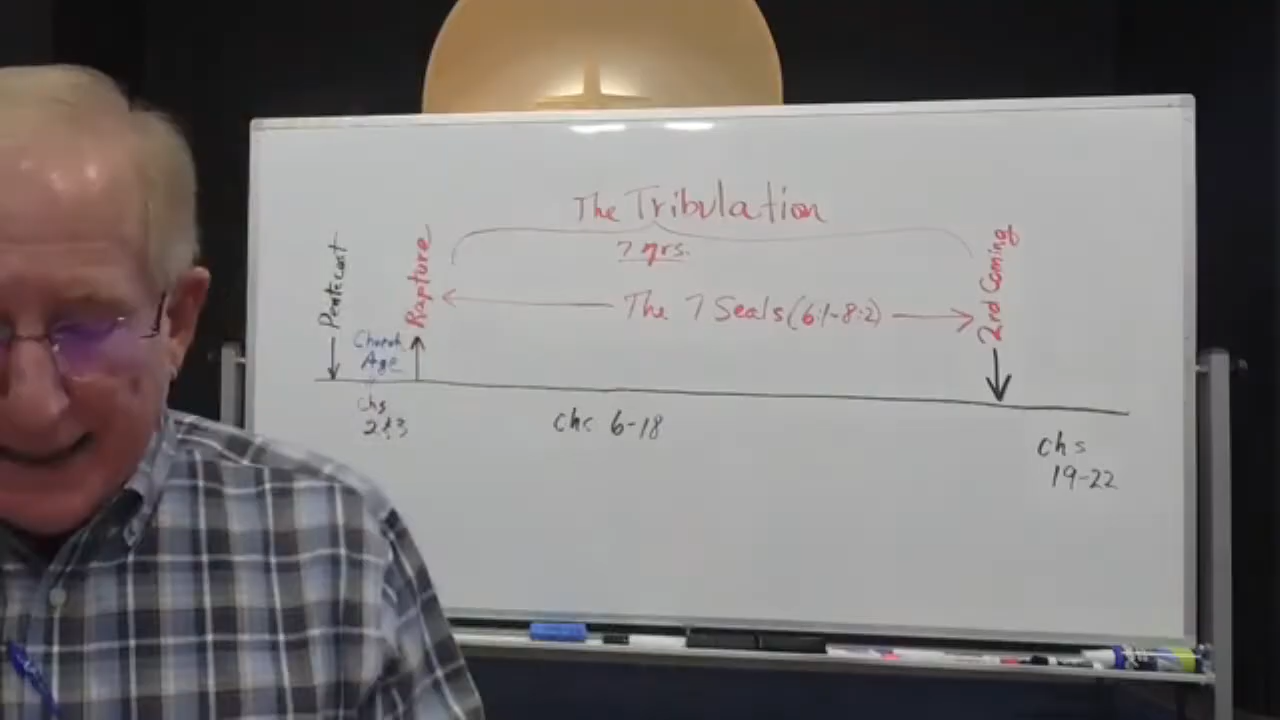 The Tribulation
7 yrs.
Pentecost
Rapture
The 7 Seals (6:1-8:2)
2nd Coming
Church
Age
chs
2&3
chs 6-18
chs
19-22